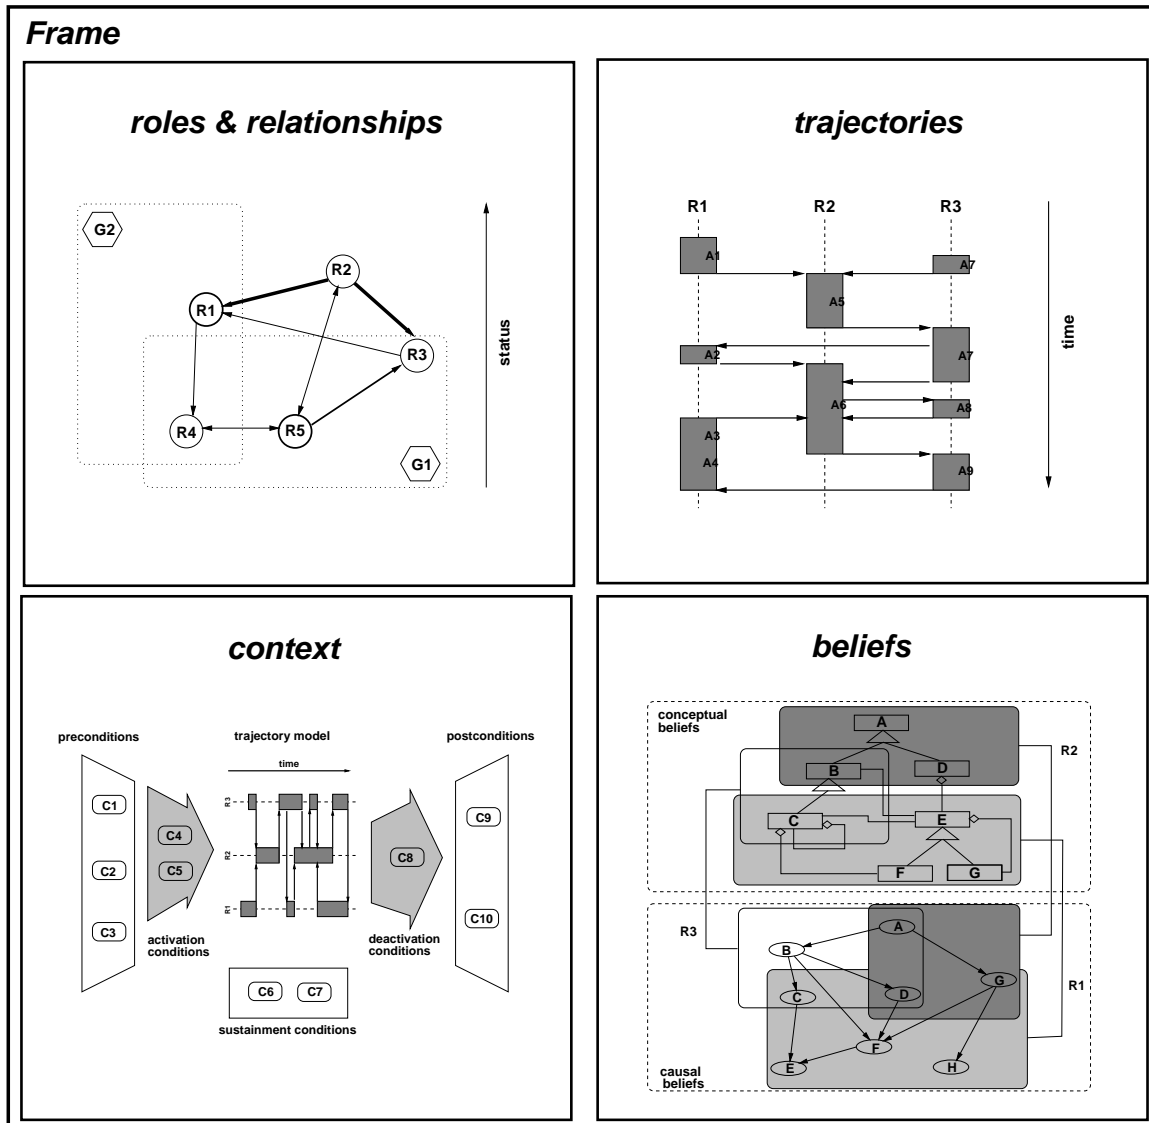 Frame
roles & relationships
G2
R2
R1
R3
R4
R5
G1
status
trajectories
R1 R2 R3
A1
A7
A5
A2
A7
A6
A8
A3
A4
A9
time
context
preconditions
trajectory model
postconditions
time
C1
C2
C3
C4
C5
activation
conditions
R3
R2
R1
C8
deactivation
conditions
C9
C10
C6 C7
sustainment conditions
beliefs
conceptual
beliefs
A
B
D
C
E
F
G
R2
R3
R1
A
B
C
D
G
F
E
H
causal
beliefs